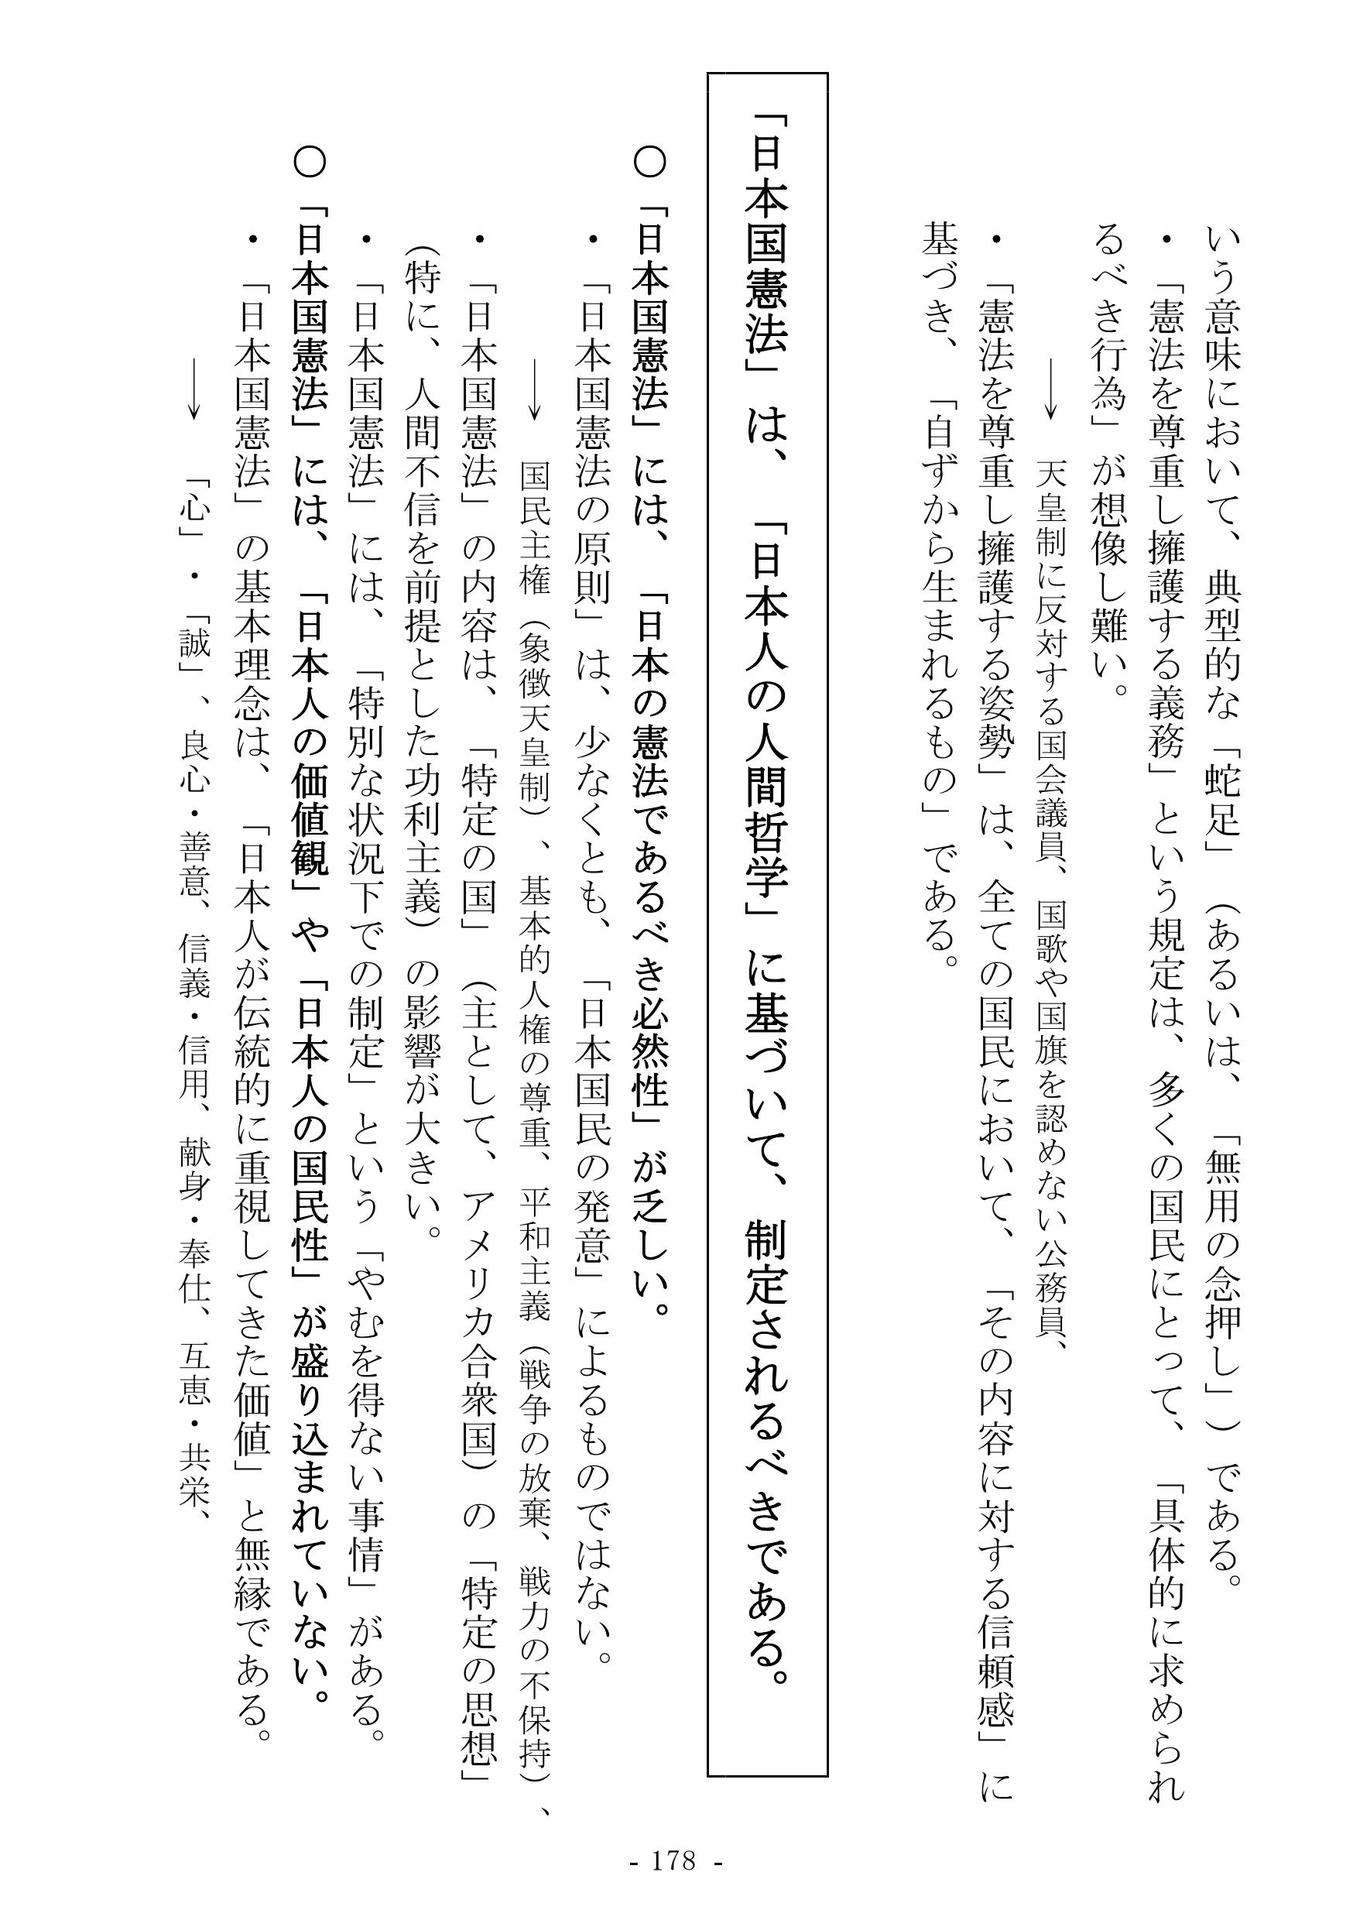 いう意味において、典型的な「蛇足」（あるいは、「無用の念押し」）である。
・「憲法を尊重し擁護する義務」という規定は、多くの国民にとって、「具体的に求められ
るべき行為」が想像し難い。
→ 天皇制に反対する国会議員、国歌や国旗を認めない公務員、
・「憲法を尊重し擁護する姿勢」は、全ての国民において、「その内容に対する信頼感」に
基づき、「自ずから生まれるもの」である。
「日本国憲法」は、「日本人の人間哲学」に基づいて、制定されるべきである。
○「日本国憲法」には、「日本の憲法であるべき必然性」が乏しい。
・「日本国憲法の原則」は、少なくとも、「日本国民の発意」によるものではない。
→ 国民主権（象徴天皇制）、基本的人権の尊重、平和主義（戦争の放棄、戦力の不保持）、
・「日本国憲法」の内容は、「特定の国」（主として、アメリカ合衆国）の「特定の思想」
（特に、人間不信を前提とした功利主義）の影響が大きい。
・「日本国憲法」には、「特別な状況下での制定」という「やむを得ない事情」がある。
○「日本国憲法」には、「日本人の価値観」や「日本人の国民性」が盛り込まれていない。
・「日本国憲法」の基本理念は、「日本人が伝統的に重視してきた価値」と無縁である。
→ 「心」・「誠」、良心・善意、信義・信用、献身・奉仕、互恵・共栄、
- 178 -